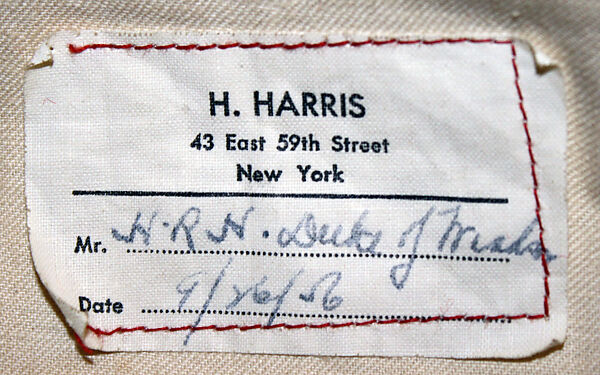 H. HARRIS
43 East 59th Street
New York
Mr. H.R.H. Duke of Windsor
Date 9/26/56